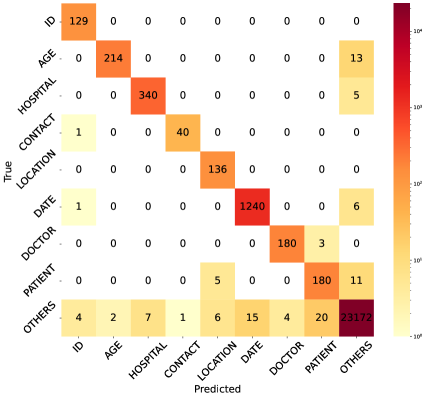 ID 129 0 0 0 0 0 0 0 0
AGE 0 214 0 0 0 0 0 0 13
HOSPITAL 0 0 340 0 0 0 0 0 5
CONTACT 1 0 0 40 0 0 0 0 0
LOCATION 0 0 0 0 136 0 0 0 0
DATE 1 0 0 0 0 1240 0 0 6
DOCTOR 0 0 0 0 0 0 180 3 0
PATIENT 0 0 0 0 5 0 0 180 11
OTHERS 4 2 7 1 6 15 4 20 23172
ID AGE HOSPITAL CONTACT LOCATION DATE DOCTOR PATIENT OTHERS
Predicted
True
10⁴
10³
10²
10¹
10⁰